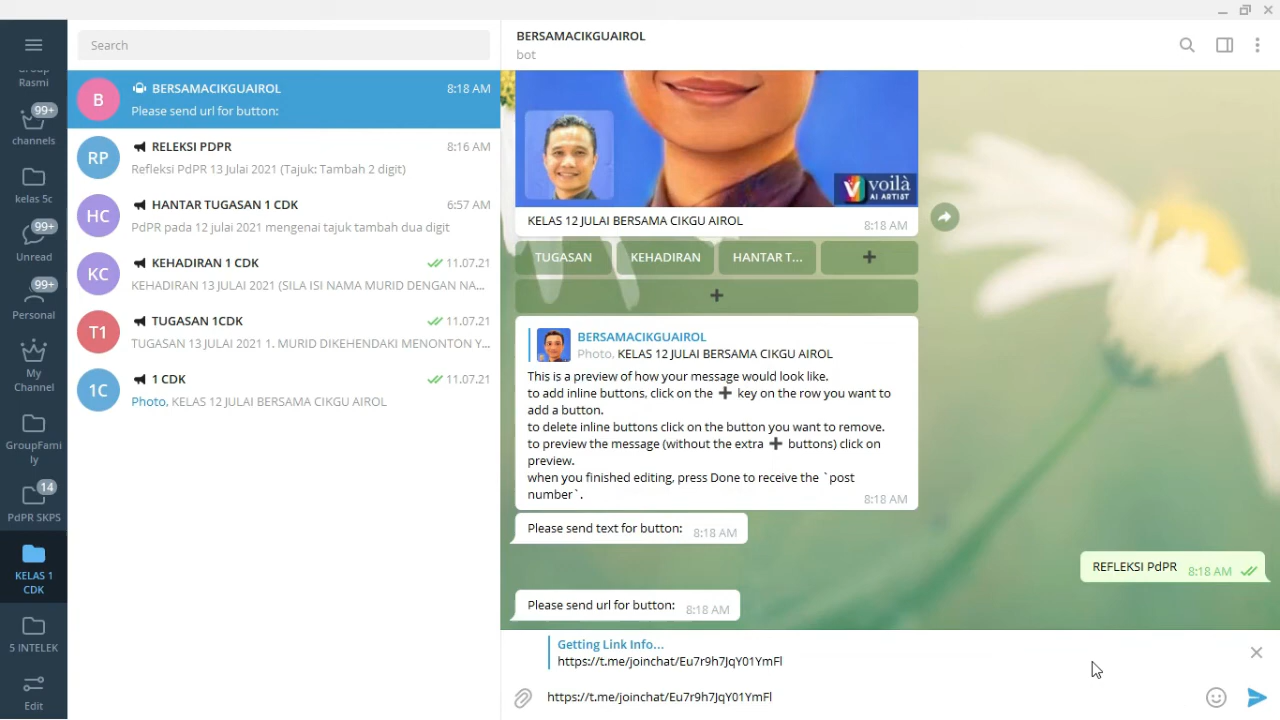 Search
BERSAMACIKGUAIROL
bot
Group
Rasmi
99+
channels
kelas 5c
99+
Unread
99+
Personal
My
Channel
GroupFami
ly
14
PdPR SKPS
KELAS 1
CDK
5 INTELEK
Edit
B
BERSAMACIKGUAIROL
8:18 AM
Please send url for button:
RP
RELEKSI PDPR
8:16 AM
Refleksi PdPR 13 Julai 2021 (Tajuk: Tambah 2 digit)
HC
HANTAR TUGASAN 1 CDK
6:57 AM
PdPR pada 12 julai 2021 mengenai tajuk tambah dua digit
KC
KEHADIRAN 1 CDK
11.07.21
KEHADIRAN 13 JULAI 2021 (SILA ISI NAMA MURID DENGAN NA...
T1
TUGASAN 1CDK
11.07.21
TUGASAN 13 JULAI 2021 1. MURID DIKEHENDAKI MENONTON Y...
1C
1 CDK
11.07.21
Photo, KELAS 12 JULAI BERSAMA CIKGU AIROL
voilà
AI ARTIST
KELAS 12 JULAI BERSAMA CIKGU AIROL
8:18 AM
TUGASAN KEHADIRAN HANTAR T... +
+
BERSAMACIKGUAIROL
Photo, KELAS 12 JULAI BERSAMA CIKGU AIROL
This is a preview of how your message would look like.
to add inline buttons, click on the ➕ key on the row you want to
add a button.
to delete inline buttons click on the button you want to remove.
to preview the message (without the extra ➕ buttons) click on
preview.
when you finished editing, press Done to receive the `post
number`.
8:18 AM
Please send text for button: 8:18 AM
REFLEKSI PdPR 8:18 AM
Please send url for button: 8:18 AM
Getting Link Info...
https://t.me/joinchat/Eu7r9h7JqY01YmFl
https://t.me/joinchat/Eu7r9h7JqY01YmFl